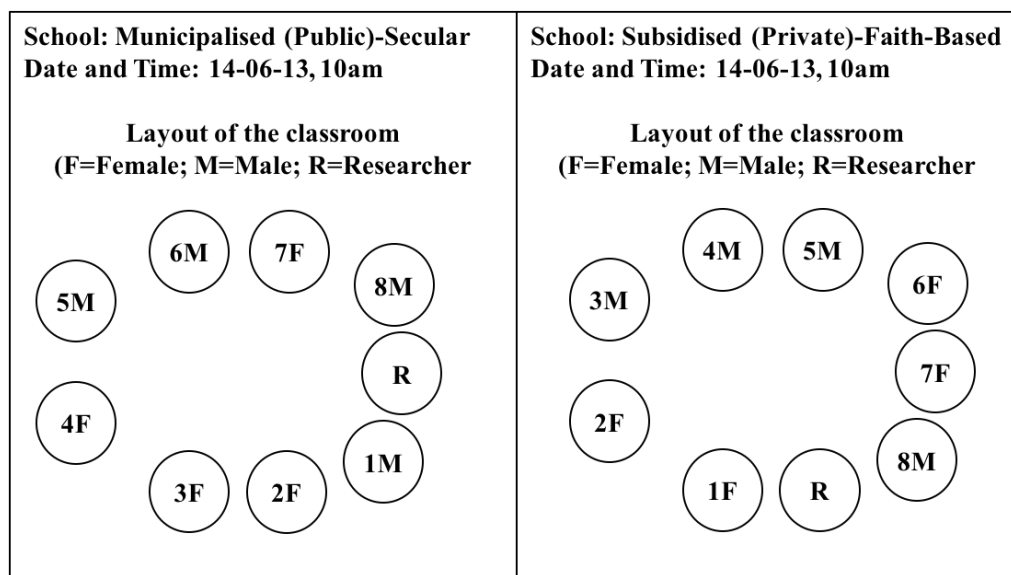 School: Municipalised (Public)-Secular
Date and Time: 14-06-13, 10am
Layout of the classroom
(F=Female; M=Male; R=Researcher
6M
7F
8M
5M
R
4F
1M
3F
2F
School: Subsidised (Private)-Faith-Based
Date and Time: 14-06-13, 10am
Layout of the classroom
(F=Female; M=Male; R=Researcher
4M
5M
6F
3M
7F
2F
8M
1F
R